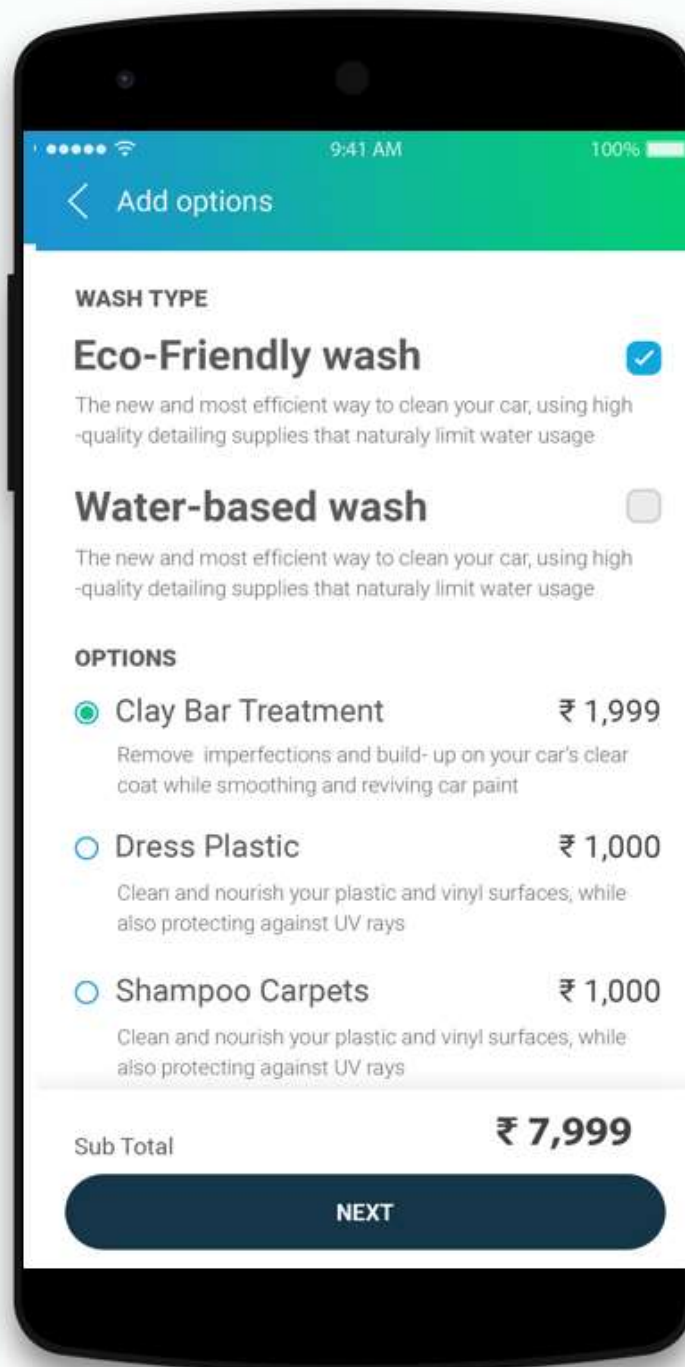 9:41 AM
100%
Add options
WASH TYPE
Eco-Friendly wash
The new and most efficient way to clean your car, using high
-quality detailing supplies that naturaly limit water usage
Water-based wash
The new and most efficient way to clean your car, using high
-quality detailing supplies that naturaly limit water usage
OPTIONS
Clay Bar Treatment ₹ 1,999
Remove imperfections and build- up on your car's clear
coat while smoothing and reviving car paint
Dress Plastic ₹ 1,000
Clean and nourish your plastic and vinyl surfaces, while
also protecting against UV rays
Shampoo Carpets ₹ 1,000
Clean and nourish your plastic and vinyl surfaces, while
also protecting against UV rays
Sub Total ₹ 7,999
NEXT